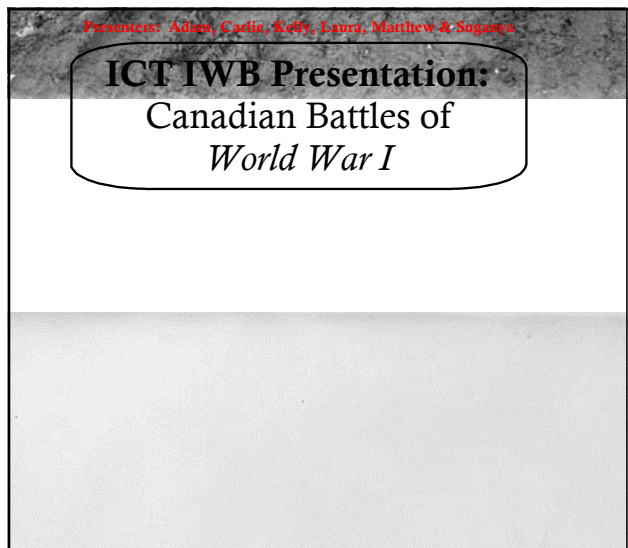 Presenters: Adam, Carlie, Kelly, Laura, Matthew & Suganya
ICT IWB Presentation:
Canadian Battles of
World War I